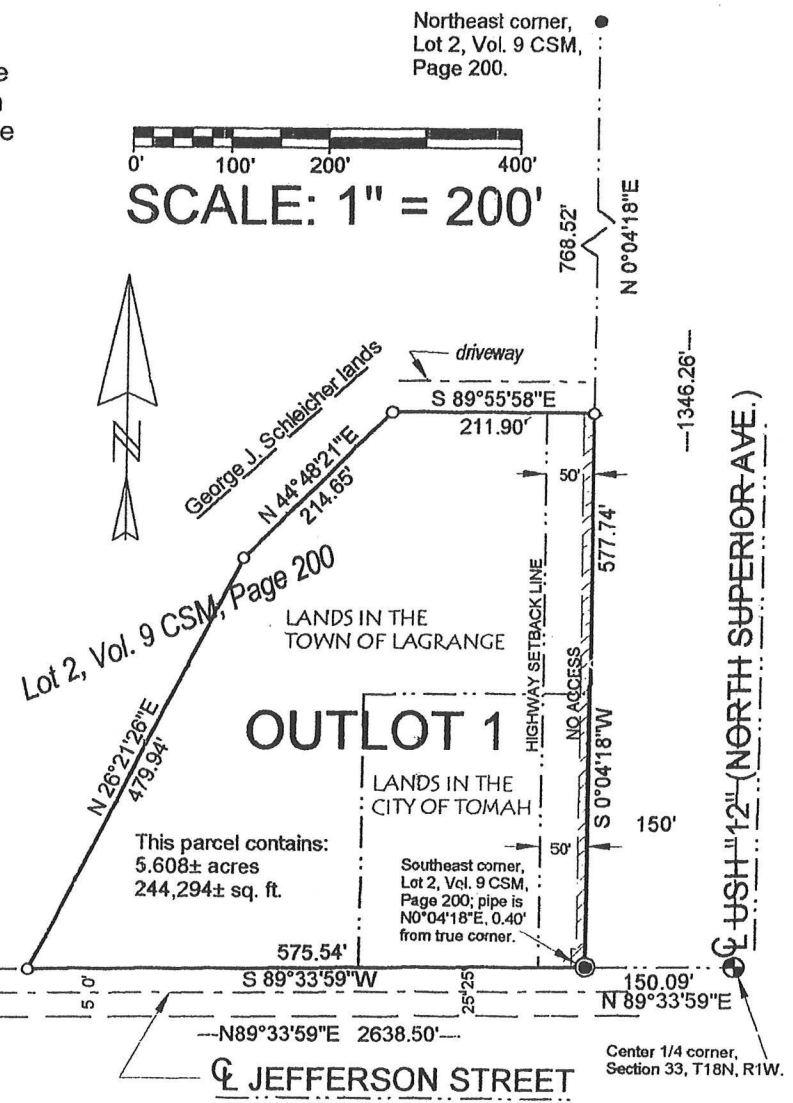 Northeast corner,
Lot 2, Vol. 9 CSM,
Page 200.
e
e
0' 100' 200' 400'
SCALE: 1" = 200'
768.52'
N 0°04'18"E
N
driveway
S 89°55'58"E
211.90'
George J. Schleicher lands
N 44°48'21"E
214.65'
50'
577.74'
---1346.26'---
Lot 2, Vol. 9 CSM, Page 200
LANDS IN THE
TOWN OF LAGRANGE
HIGHWAY SETBACK LINE
NO ACCESS
S 0°04'18"W
CL USH "12" (NORTH SUPERIOR AVE.)
OUTLOT 1
N 26°21'26"E
479.94'
LANDS IN THE
CITY OF TOMAH
150'
This parcel contains:
5.608± acres
244,294± sq. ft.
50'
Southeast corner,
Lot 2, Vol. 9 CSM,
Page 200; pipe is
N0°04'18"E, 0.40'
from true corner.
575.54'
S 89°33'59"W
150.09'
N 89°33'59"E
5 0'
25' 25'
---N89°33'59"E 2638.50'---
CL JEFFERSON STREET
Center 1/4 corner,
Section 33, T18N, R1W.